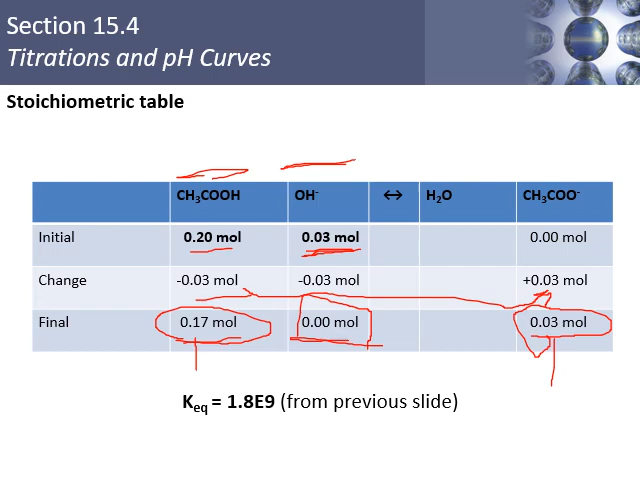 Section 15.4
Titrations and pH Curves
Stoichiometric table
CH₃COOH OH⁻ ↔ H₂O CH₃COO⁻
Initial 0.20 mol 0.03 mol 0.00 mol
Change -0.03 mol -0.03 mol +0.03 mol
Final 0.17 mol 0.00 mol 0.03 mol
Keq = 1.8E9 (from previous slide)